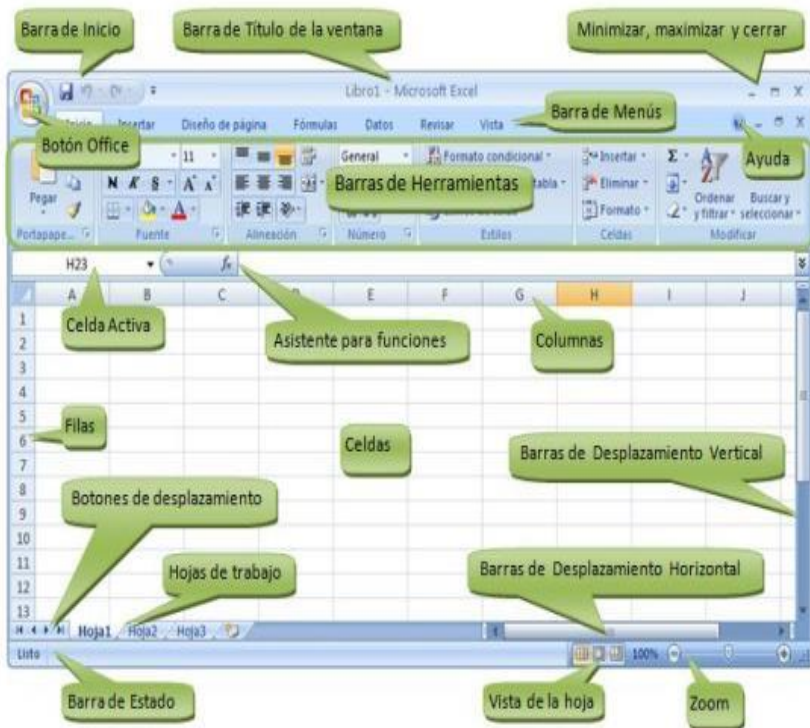 Barra de Inicio
Barra de Título de la ventana
Minimizar, maximizar y cerrar
Libro1 - Microsoft Excel
Insertar Diseño de página Fórmulas Datos Revisar Vista
Barra de Menús
Botón Office
Ayuda
11 General Formato condicional Insertar Σ
Pegar N K S A A Barras de Herramientas tabla Eliminar Ordenar y filtrar Buscar y seleccionar
Formato
Portapape... Fuente Alineación Número Estilos Celdas Modificar
H23 fx
A B C E F G H I J
1
Celda Activa
Asistente para funciones
Columnas
2
3
4
5
Filas
6
Celdas
Barras de Desplazamiento Vertical
7
8
Botones de desplazamiento
9
10
11
Hojas de trabajo
Barras de Desplazamiento Horizontal
12
13
Hoja1 Hoja2 Hoja3
Listo 100%
Barra de Estado
Vista de la hoja
Zoom